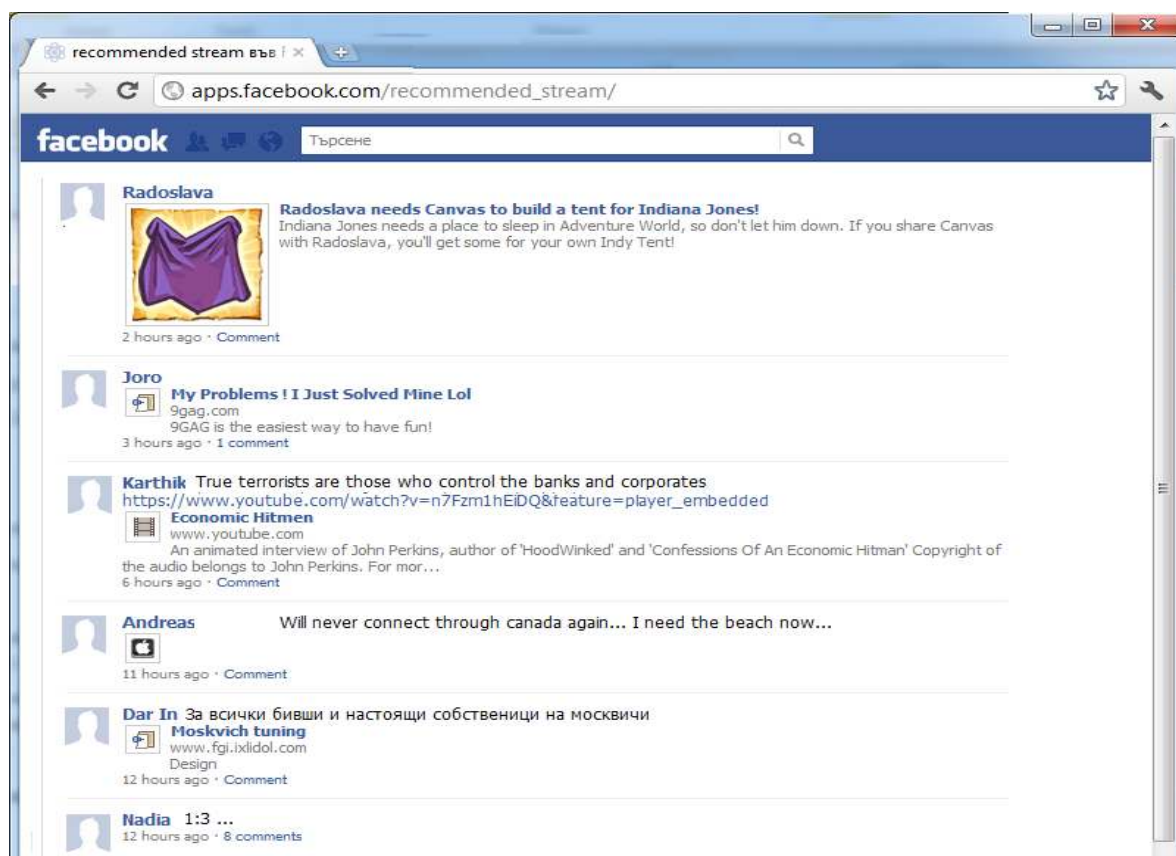 recommended stream във F
apps.facebook.com/recommended_stream/
facebook
Търсене
Radoslava
Radoslava needs Canvas to build a tent for Indiana Jones!
Indiana Jones needs a place to sleep in Adventure World, so don't let him down. If you share Canvas
with Radoslava, you'll get some for your own Indy Tent!
2 hours ago · Comment
Joro
My Problems ! I Just Solved Mine Lol
9gag.com
9GAG is the easiest way to have fun!
3 hours ago · 1 comment
Karthik True terrorists are those who control the banks and corporates
https://www.youtube.com/watch?v=n7Fzm1hEiDQ&feature=player_embedded
Economic Hitmen
www.youtube.com
An animated interview of John Perkins, author of 'HoodWinked' and 'Confessions Of An Economic Hitman' Copyright of
the audio belongs to John Perkins. For mor...
6 hours ago · Comment
Andreas Will never connect through canada again... I need the beach now...
11 hours ago · Comment
Dar In За всички бивши и настоящи собственици на москвичи
Moskvich tuning
www.fgi.ixlidol.com
Design
12 hours ago · Comment
Nadia 1:3 ...
12 hours ago · 8 comments